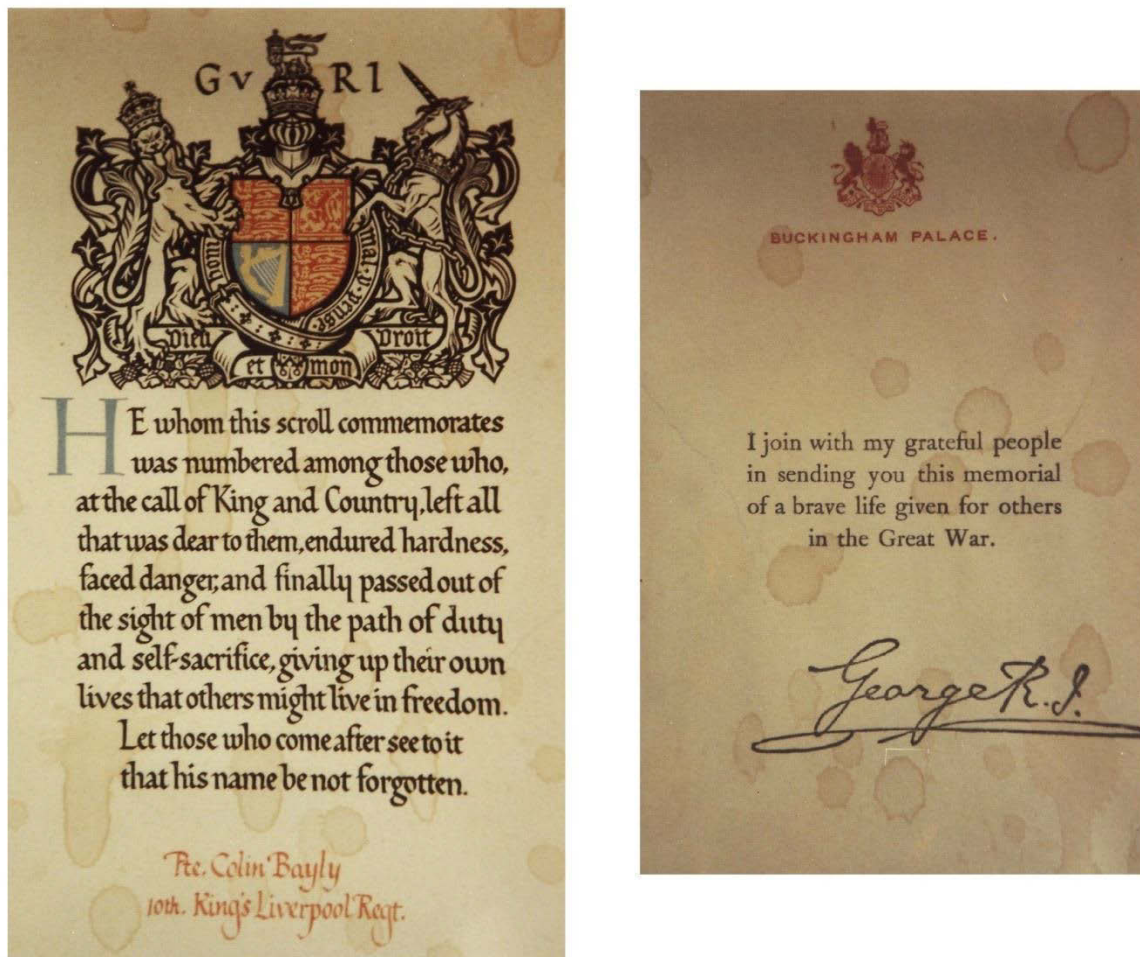 G V R I
Honi soit qui mal y pense
Dieu et mon Droit
HE whom this scroll commemorates
was numbered among those who,
at the call of King and Country, left all
that was dear to them, endured hardness,
faced danger, and finally passed out of
the sight of men by the path of duty
and self-sacrifice, giving up their own
lives that others might live in freedom.
Let those who come after see to it
that his name be not forgotten.
Pte. Colin Bayly
10th. King's Liverpool Regt.
BUCKINGHAM PALACE.
I join with my grateful people
in sending you this memorial
of a brave life given for others
in the Great War.
George R.I.